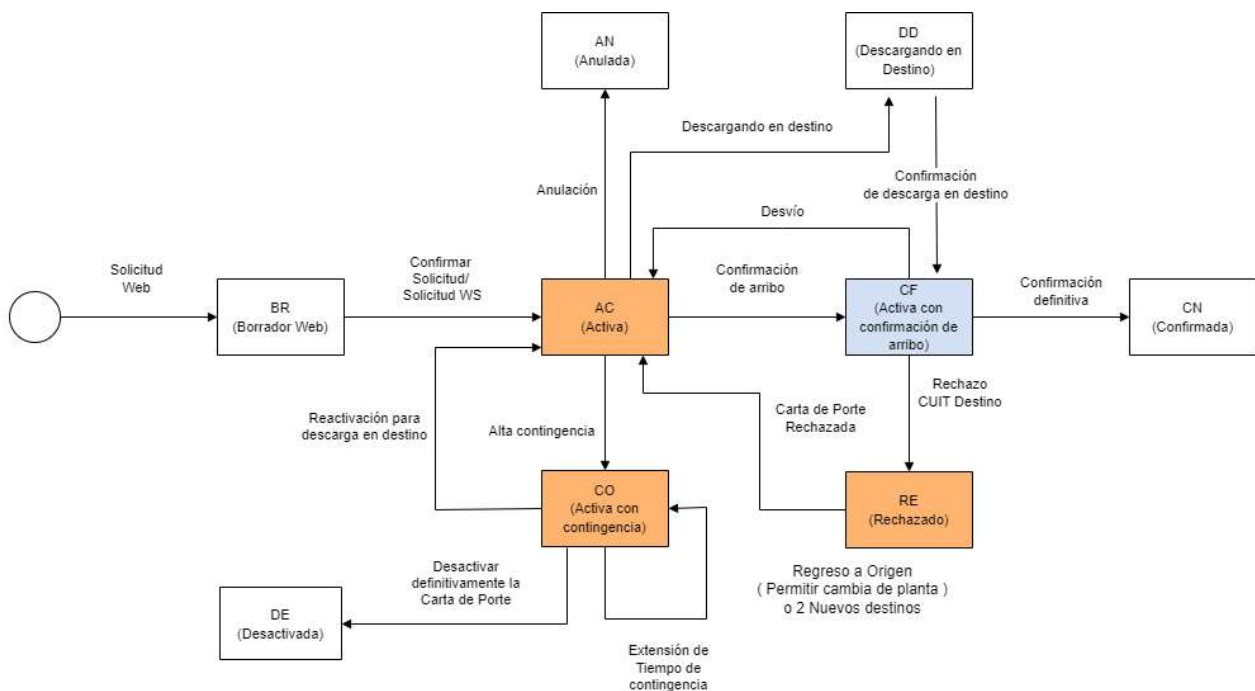 AN
(Anulada)
DD
(Descargando en
Destino)
Descargando en destino
Anulación
Confirmación
de descarga en destino
Desvío
Solicitud
Web
Confirmar
Solicitud/
Solicitud WS
Confirmación
de arribo
Confirmación
definitiva
BR
(Borrador Web)
AC
(Activa)
CF
(Activa con
confirmación de
arribo)
CN
(Confirmada)
Reactivación para
descarga en destino
Alta contingencia
Carta de Porte
Rechazada
Rechazo
CUIT Destino
CO
(Activa con
contingencia)
RE
(Rechazado)
Desactivar
definitivamente la
Carta de Porte
Regreso a Origen
( Permitir cambia de planta )
o 2 Nuevos destinos
DE
(Desactivada)
Extensión de
Tiempo de
contingencia